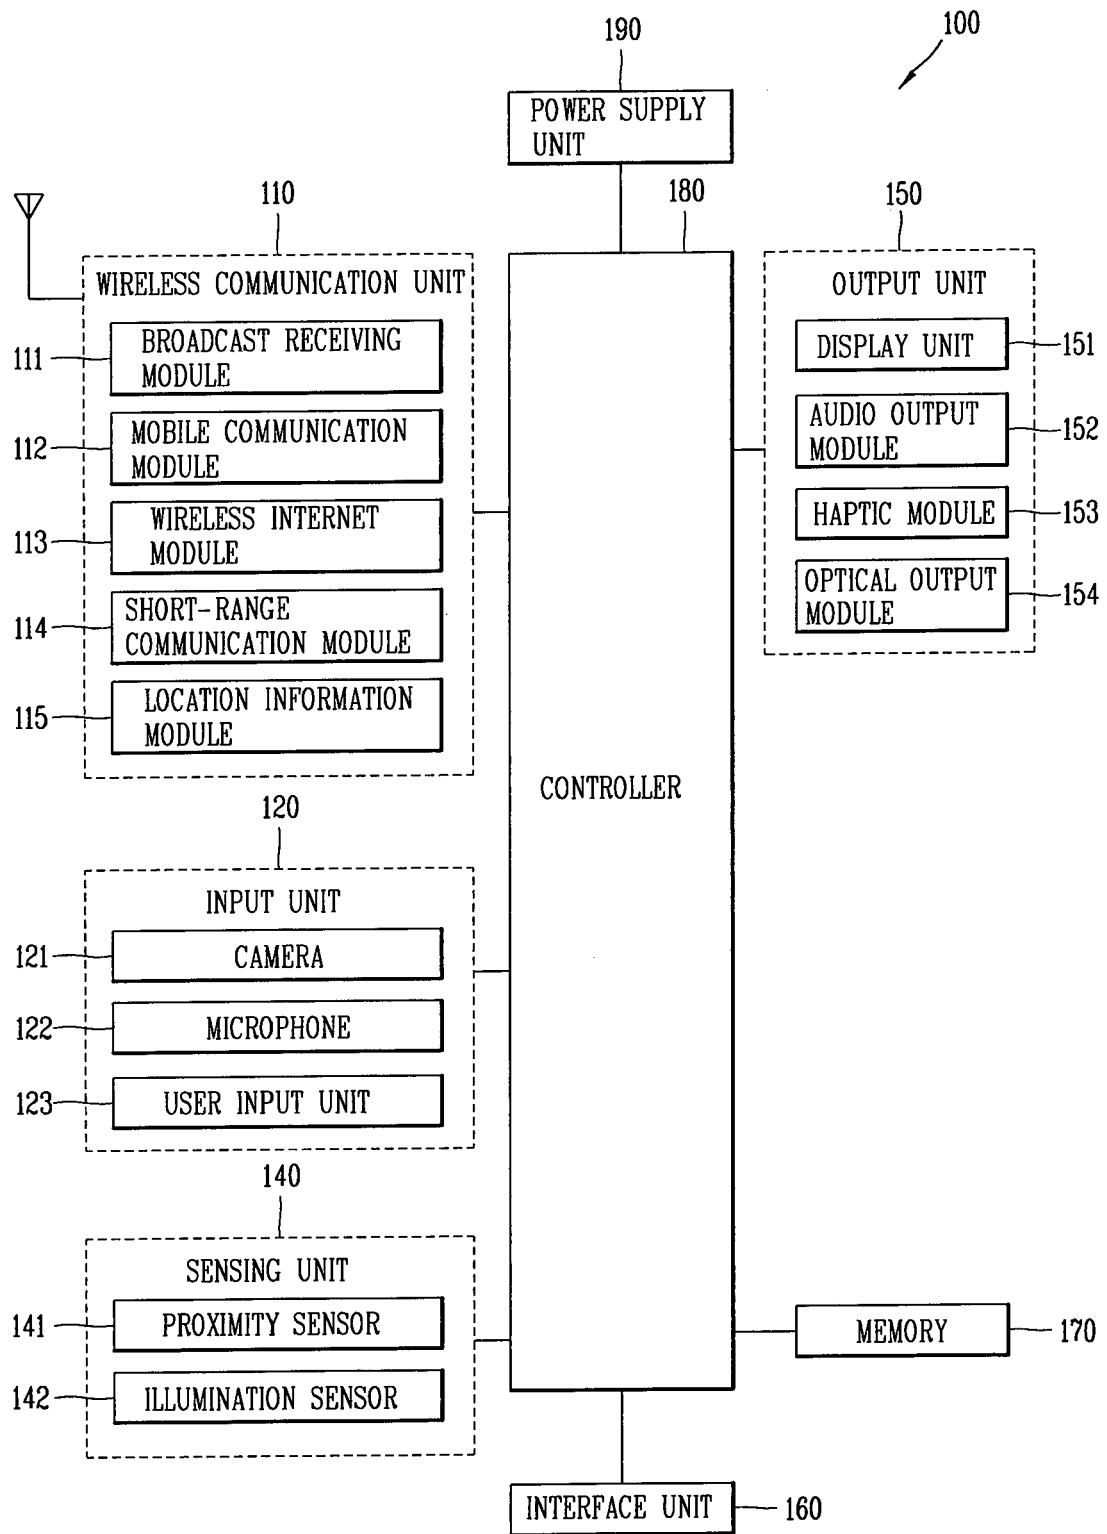 100
190
POWER SUPPLY
UNIT
110
180
150
WIRELESS COMMUNICATION UNIT
111
BROADCAST RECEIVING
MODULE
112
MOBILE COMMUNICATION
MODULE
113
WIRELESS INTERNET
MODULE
114
SHORT-RANGE
COMMUNICATION MODULE
115
LOCATION INFORMATION
MODULE
OUTPUT UNIT
DISPLAY UNIT
151
AUDIO OUTPUT
MODULE
152
HAPTIC MODULE
153
OPTICAL OUTPUT
MODULE
154
CONTROLLER
120
INPUT UNIT
121
CAMERA
122
MICROPHONE
123
USER INPUT UNIT
140
SENSING UNIT
141
PROXIMITY SENSOR
142
ILLUMINATION SENSOR
MEMORY
170
INTERFACE UNIT
160